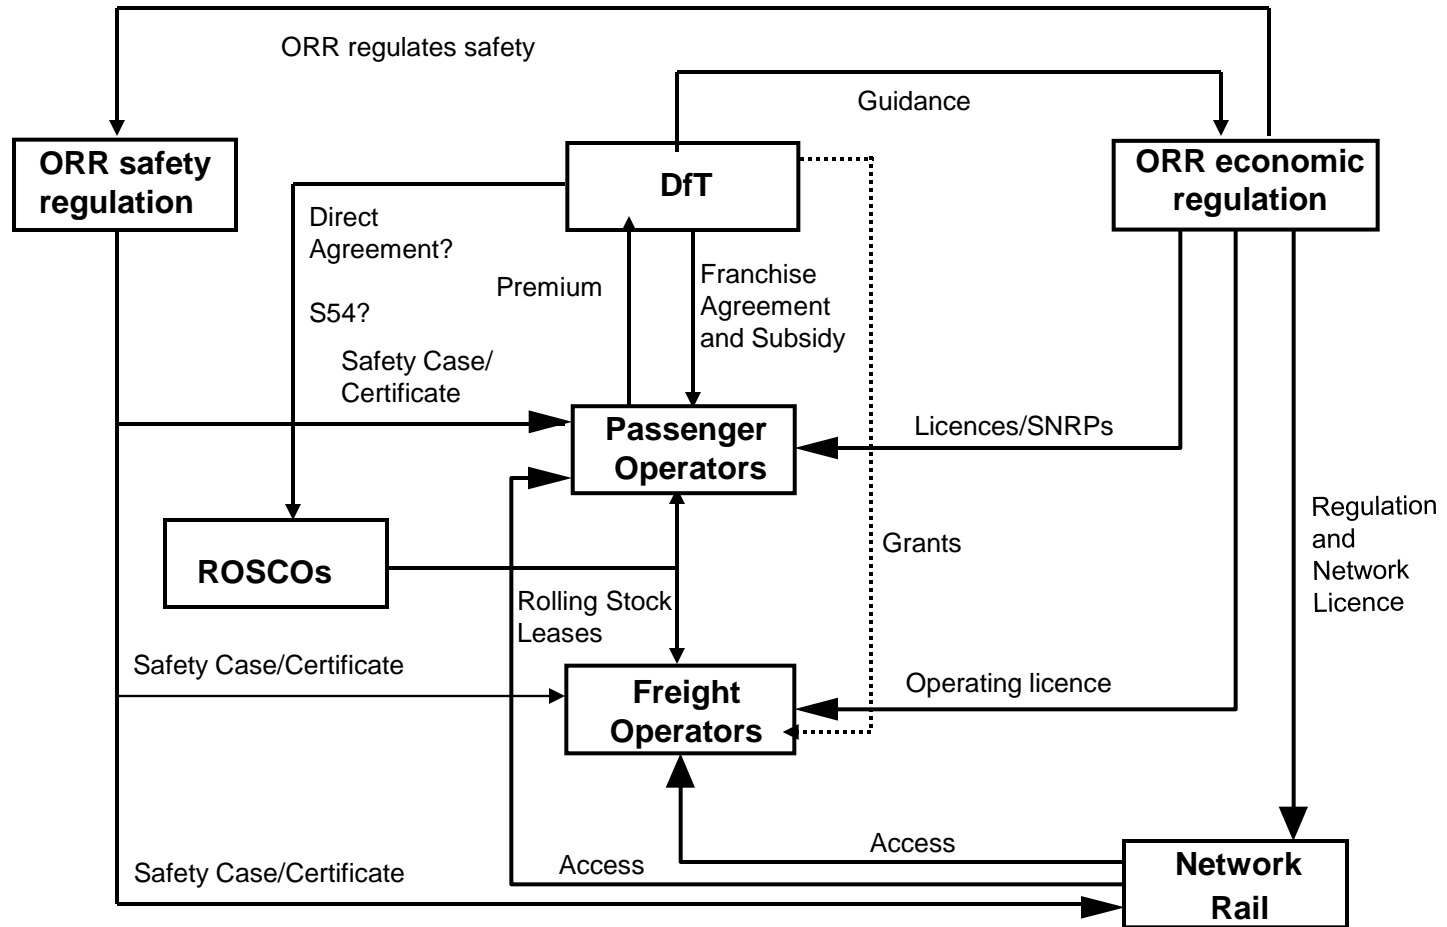 ORR regulates safety
Guidance
ORR safety
regulation
DfT
ORR economic
regulation
Direct
Agreement?
S54?
Premium
Franchise
Agreement
and Subsidy
Safety Case/
Certificate
Passenger
Operators
Licences/SNRPs
Regulation
and
Network
Licence
Grants
ROSCOs
Rolling Stock
Leases
Safety Case/Certificate
Freight
Operators
Operating licence
Access
Access
Safety Case/Certificate
Network
Rail